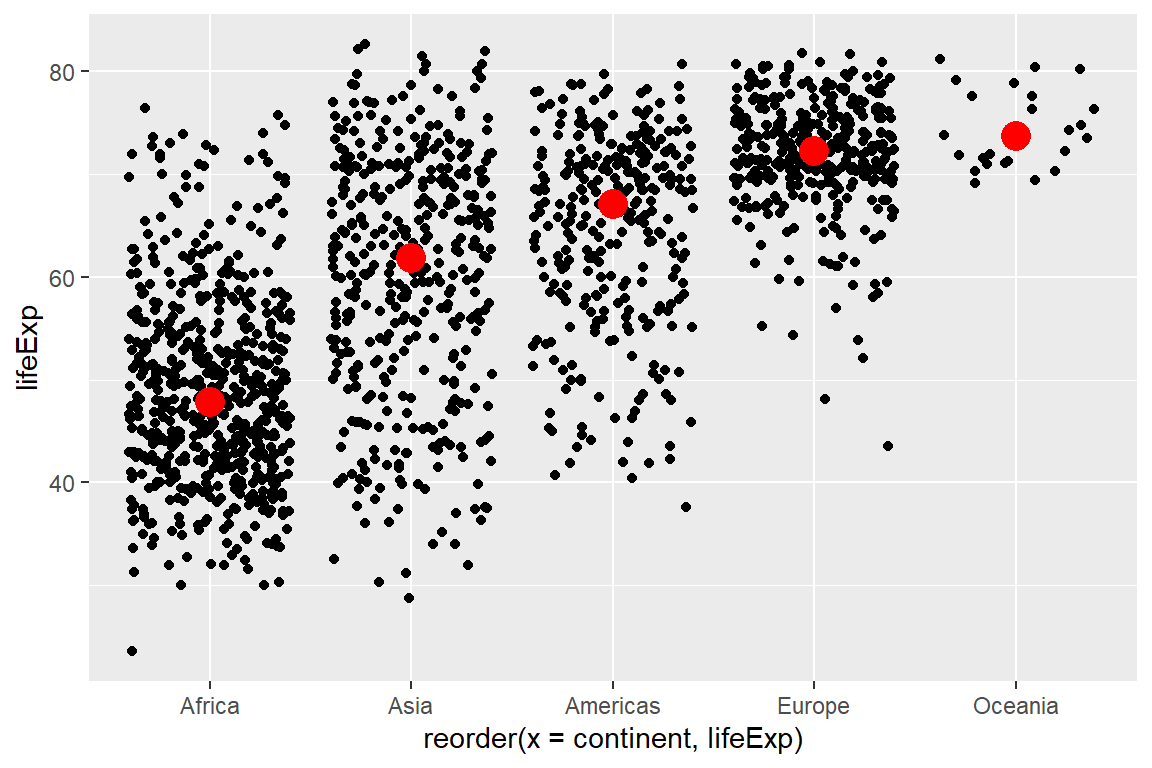 lifeExp
80
60
40
Africa Asia Americas Europe Oceania
reorder(x = continent, lifeExp)